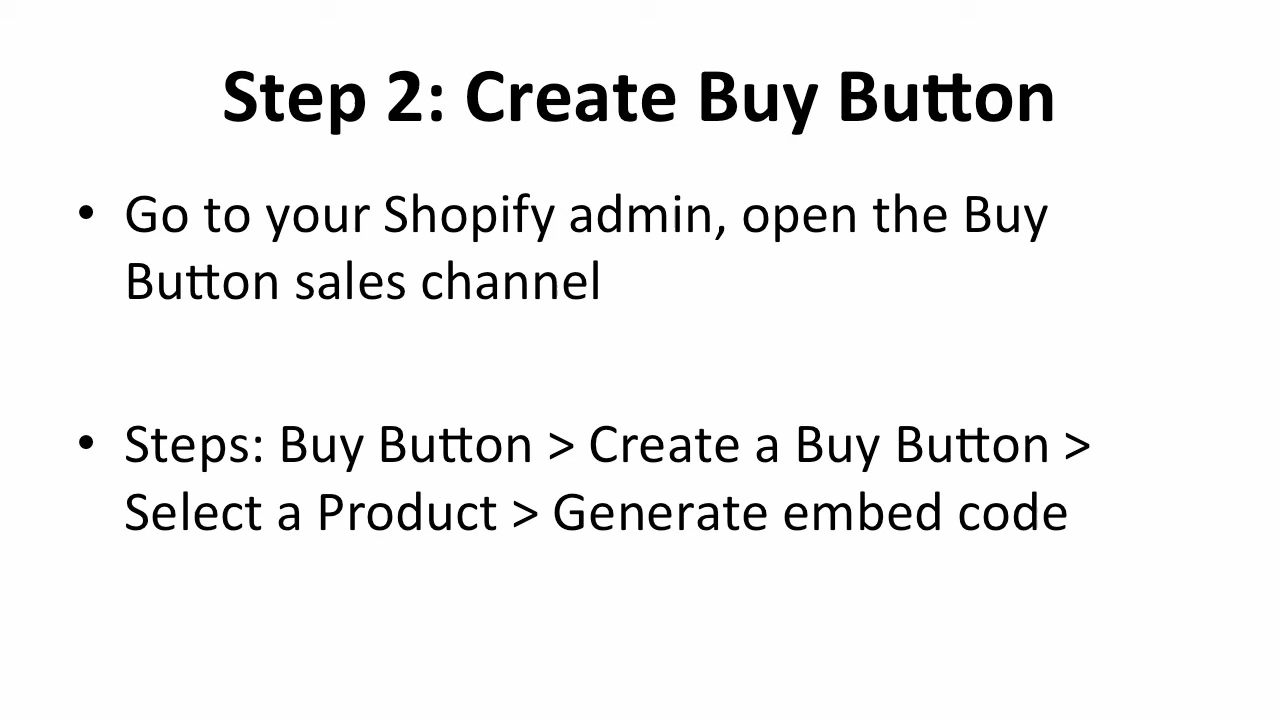 Step 2: Create Buy Button
• Go to your Shopify admin, open the Buy
Button sales channel
• Steps: Buy Button > Create a Buy Button >
Select a Product > Generate embed code